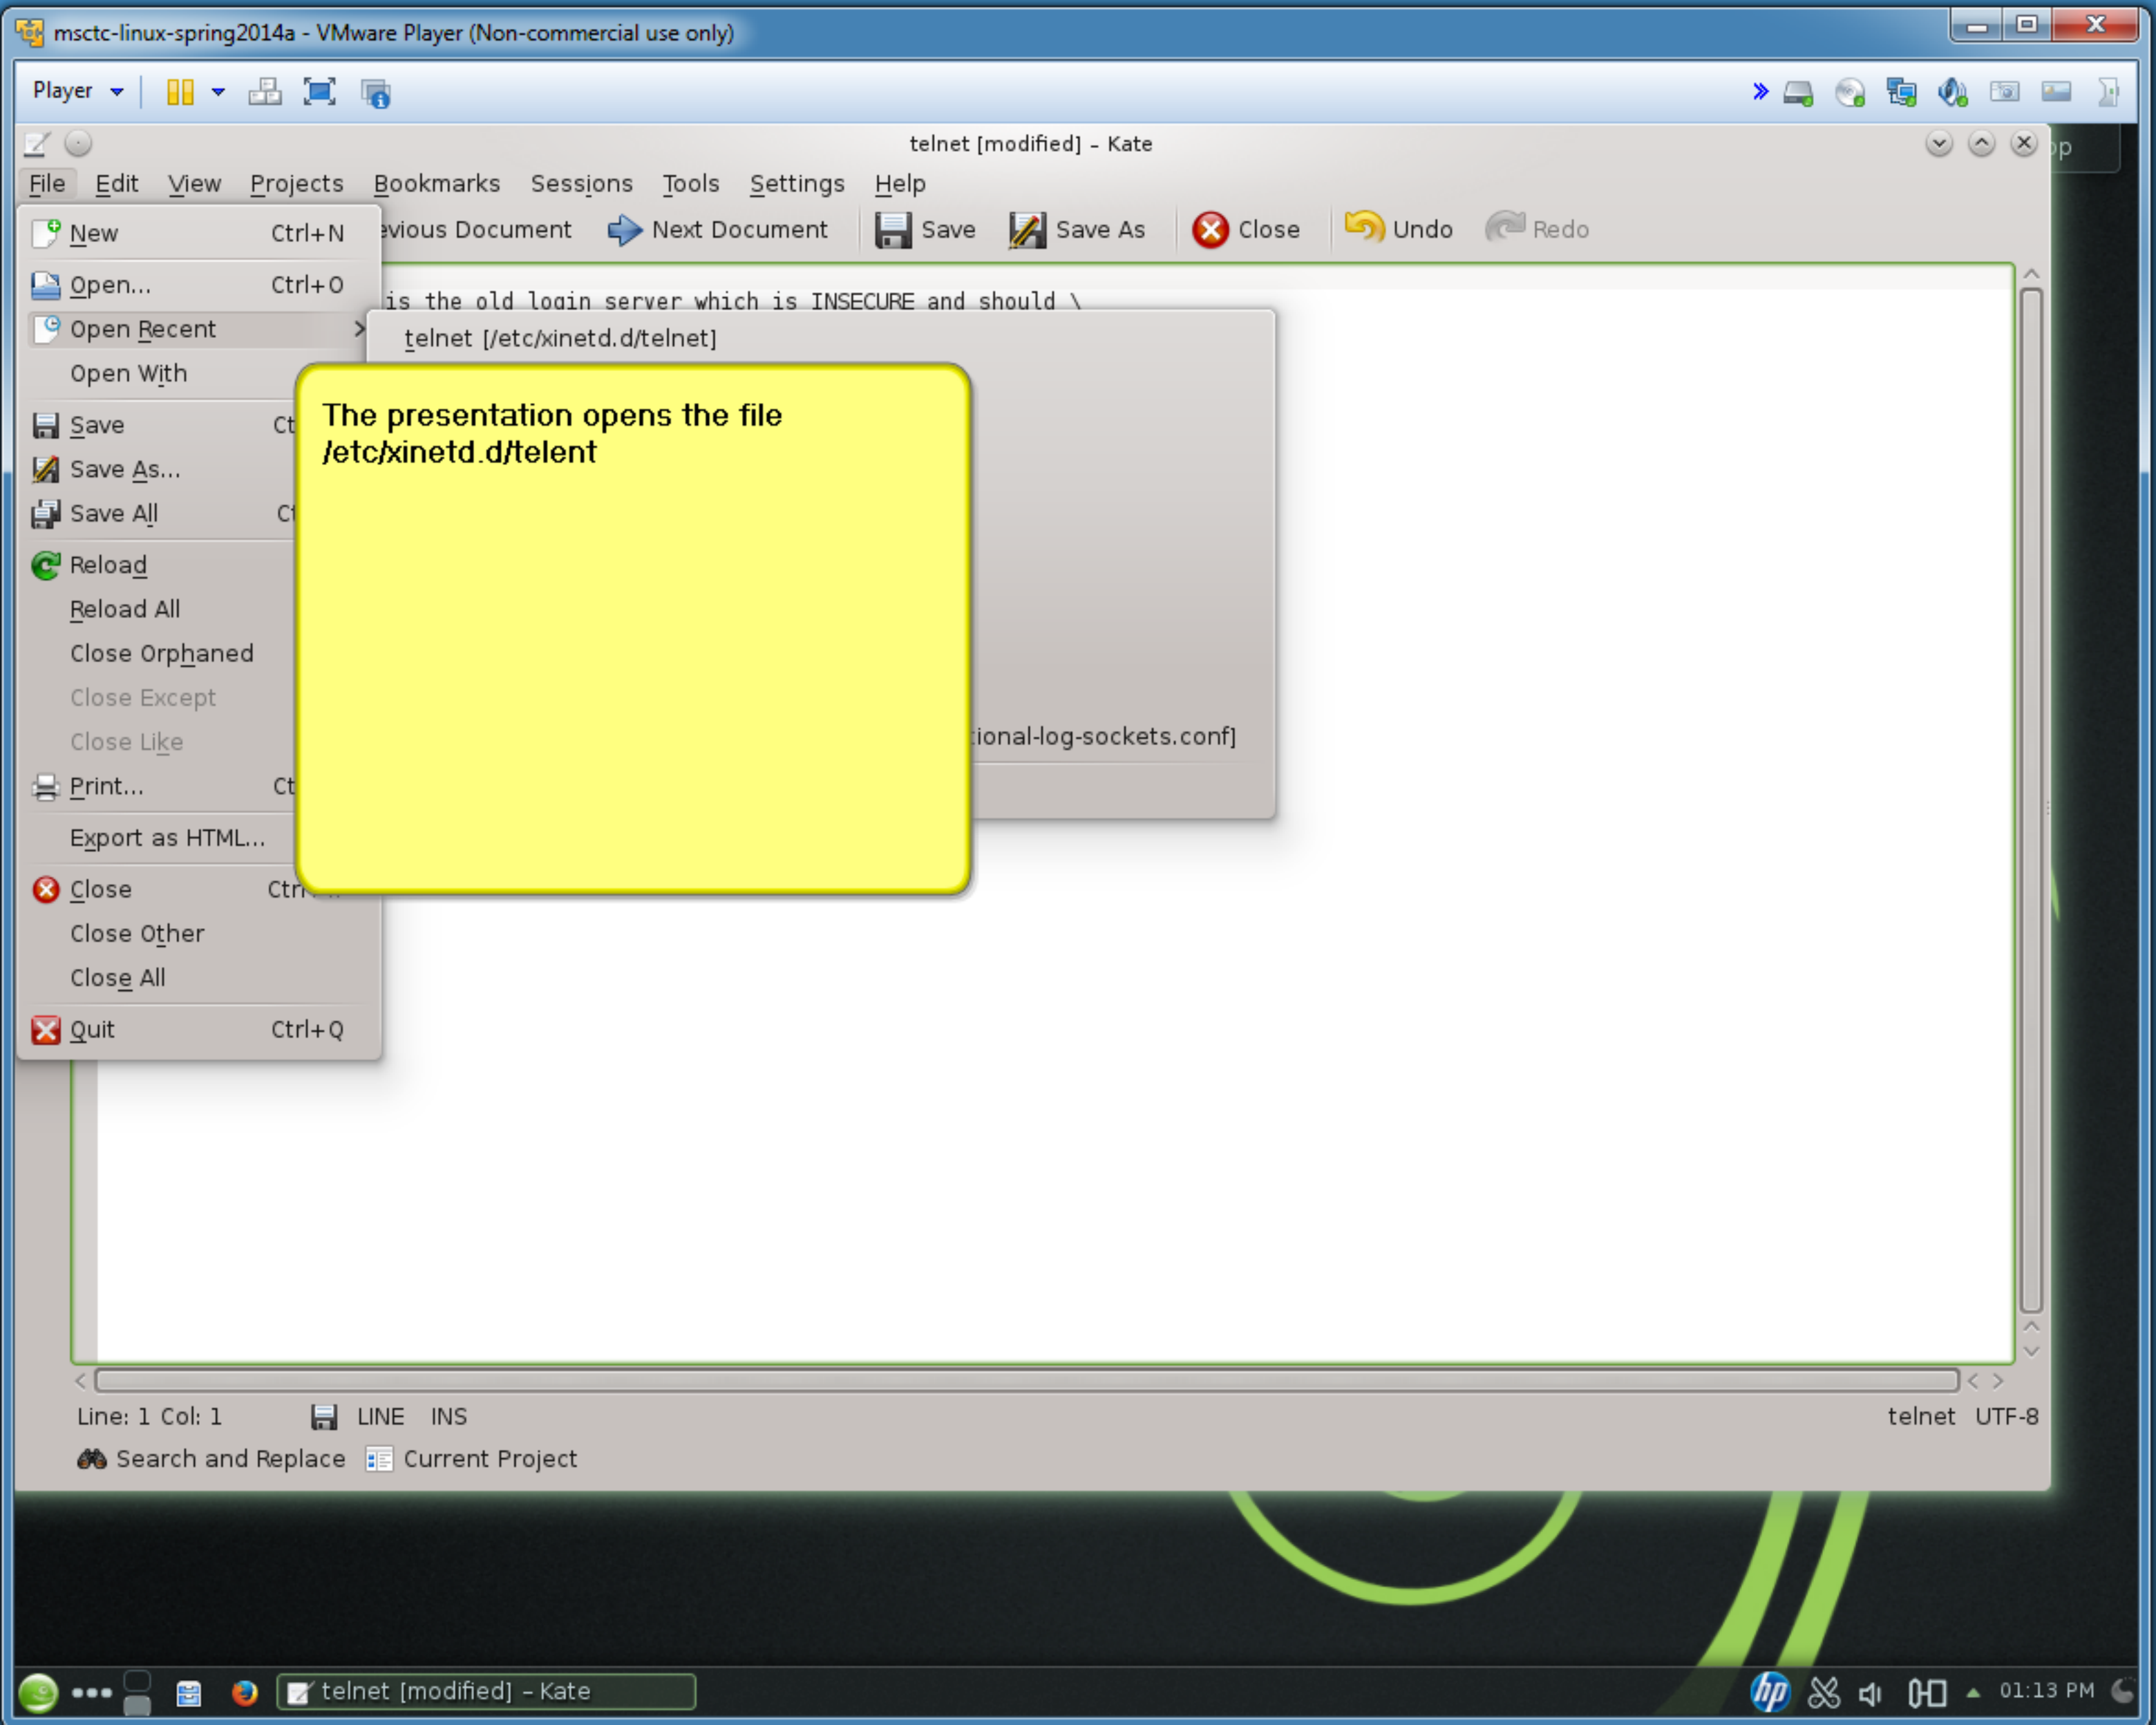 msctc-linux-spring2014a - VMware Player (Non-commercial use only)
Player
telnet [modified] – Kate
File Edit View Projects Bookmarks Sessions Tools Settings Help
Document Next Document Save Save As Close Undo Redo
New Ctrl+N
Open... Ctrl+O
is the old login server which is INSECURE and should \
Open Recent
telnet [/etc/xinetd.d/telnet]
Open With
The presentation opens the file
/etc/xinetd.d/telent
Save
Save As...
Save All
Reload
Reload All
Close Orphaned
Close Except
Close Like
Print...
Export as HTML...
Close
Close Other
Close All
Quit Ctrl+Q
Line: 1 Col: 1 LINE INS telnet UTF-8
Search and Replace Current Project
telnet [modified] – Kate
hp
01:13 PM